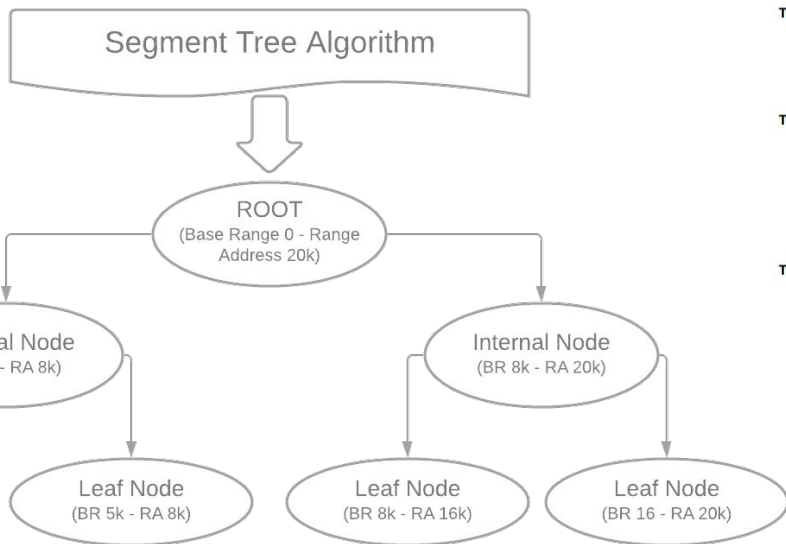 Segment Tree Algorithm
ROOT
(Base Range 0 - Range
Address 20k)
Node
- RA 8k)
Internal Node
(BR 8k - RA 20k)
Leaf Node
(BR 5k - RA 8k)
Leaf Node
(BR 8k - RA 16k)
Leaf Node
(BR 16 - RA 20k)